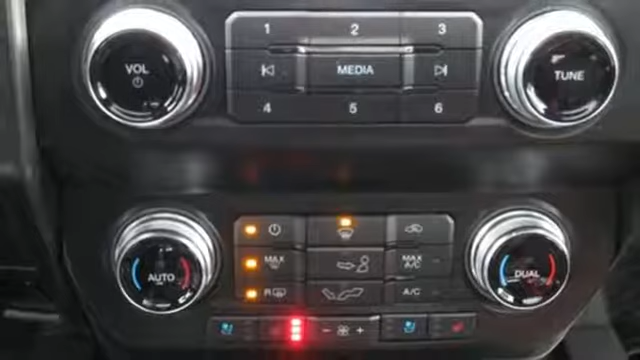 1 2 3
VOL MEDIA TUNE
4 5 6
MAX MAX A/C
AUTO DUAL
R A/C
- +